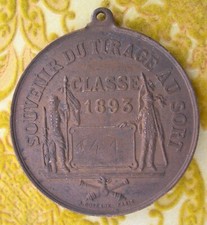 SOUVENIR DU TIRAGE AU SORT
CLASSE
1893